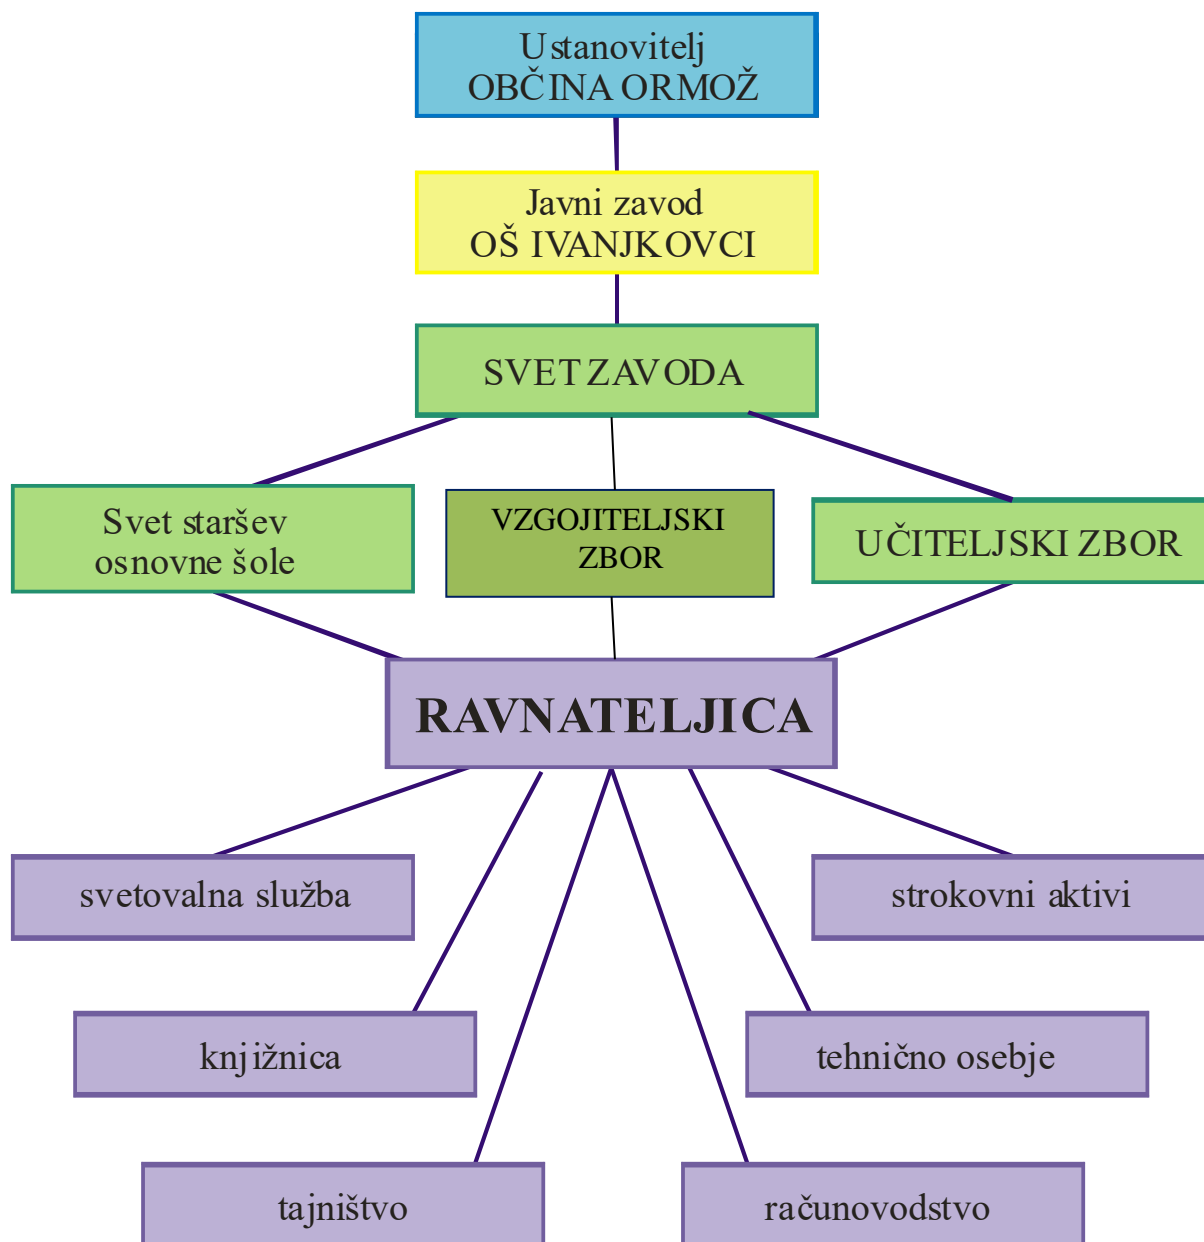 Ustanovitelj
OBČINA ORMOŽ
Javni zavod
OŠ IVANJKOVCI
SVET ZAVODA
Svet staršev
osnovne šole
VZGOJITELJSKI
ZBOR
UČITELJSKI ZBOR
RAVNATELJICA
svetovalna služba
strokovni aktivi
knjižnica
tehnično osebje
tajništvo
računovodstvo